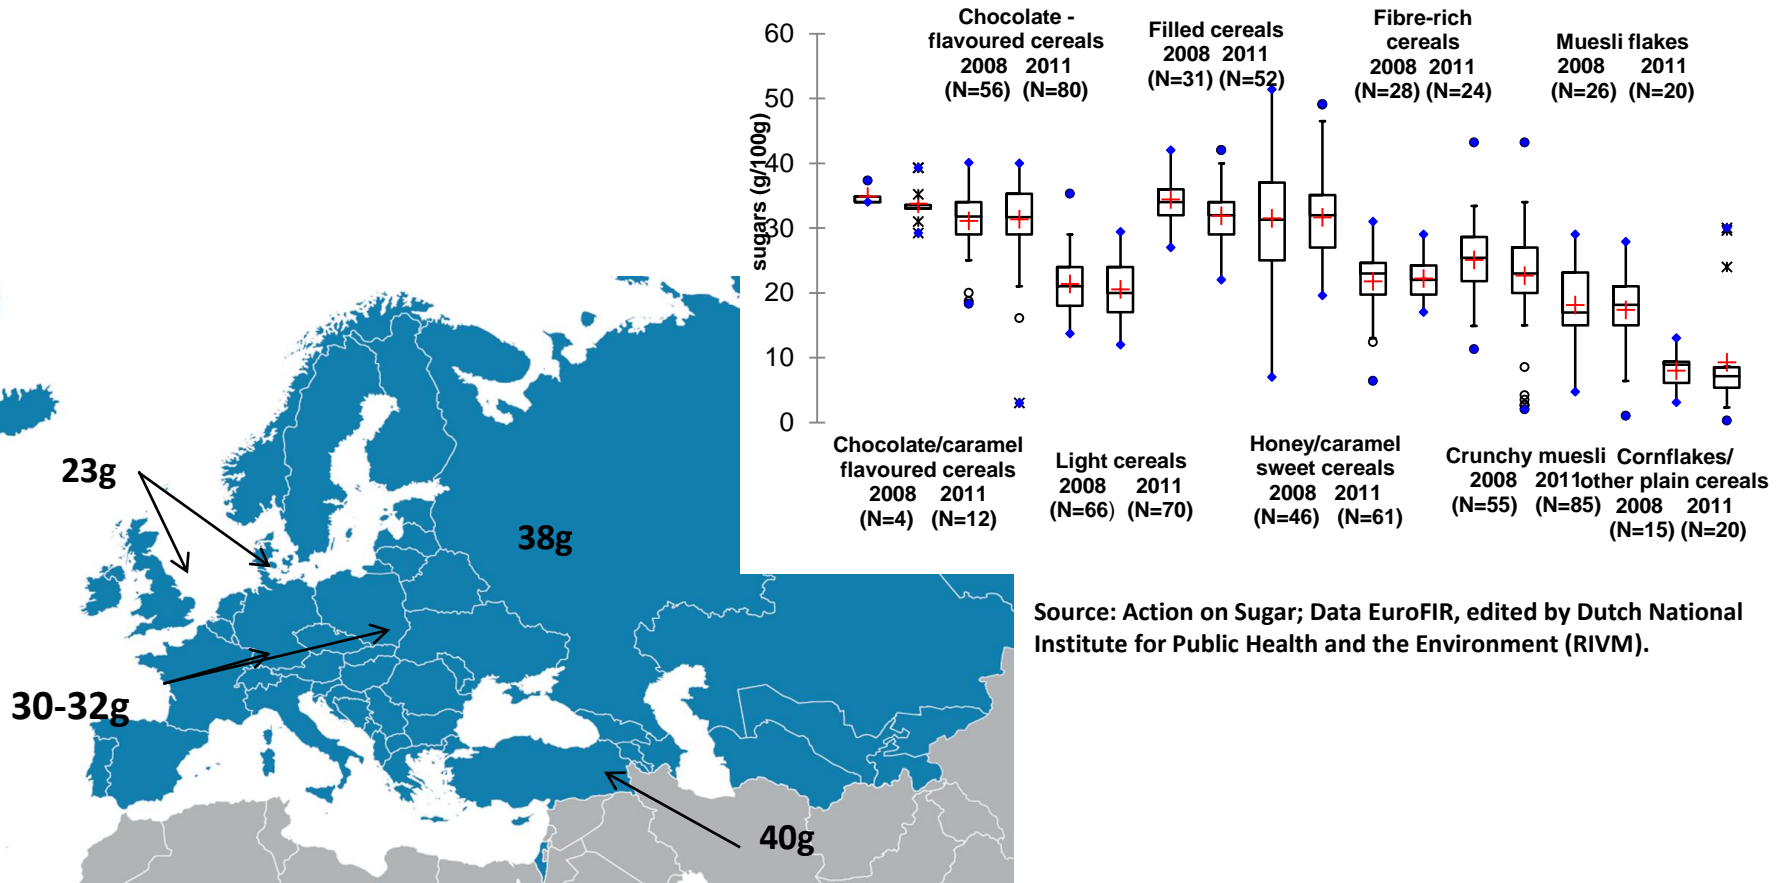 Chocolate -
flavoured cereals
2008 2011
(N=56) (N=80)
Filled cereals
2008 2011
(N=31) (N=52)
Fibre-rich
cereals
2008 2011
(N=28) (N=24)
Muesli flakes
2008 2011
(N=26) (N=20)
sugars (g/100g)
60
50
40
30
20
10
0
Chocolate/caramel
flavoured cereals
2008 2011
(N=4) (N=12)
Light cereals
2008 2011
(N=66) (N=70)
Honey/caramel
sweet cereals
2008 2011
(N=46) (N=61)
Crunchy muesli
2008 2011
(N=55) (N=85)
Cornflakes/
other plain cereals
2008 2011
(N=15) (N=20)
23g
38g
30-32g
40g
Source: Action on Sugar; Data EuroFIR, edited by Dutch National
Institute for Public Health and the Environment (RIVM).